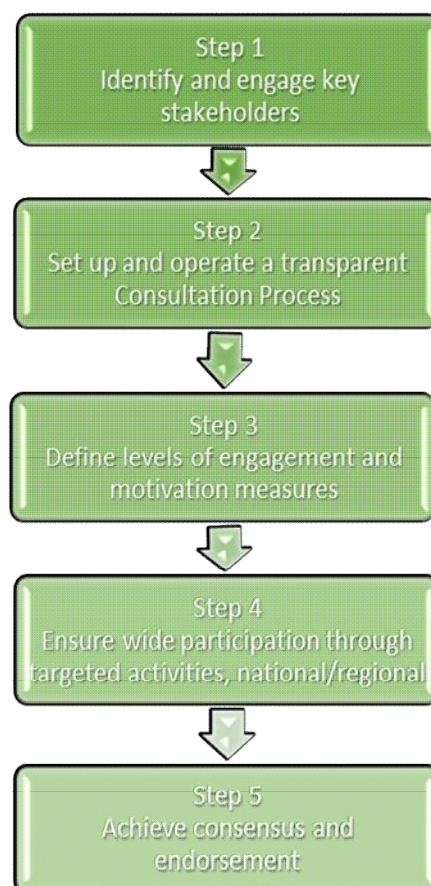 Step 1
Identify and engage key
stakeholders
Step 2
Set up and operate a transparent
Consultation Process
Step 3
Define levels of engagement and
motivation measures
Step 4
Ensure wide participation through
targeted activities, national/regional
Step 5
Achieve consensus and
endorsement